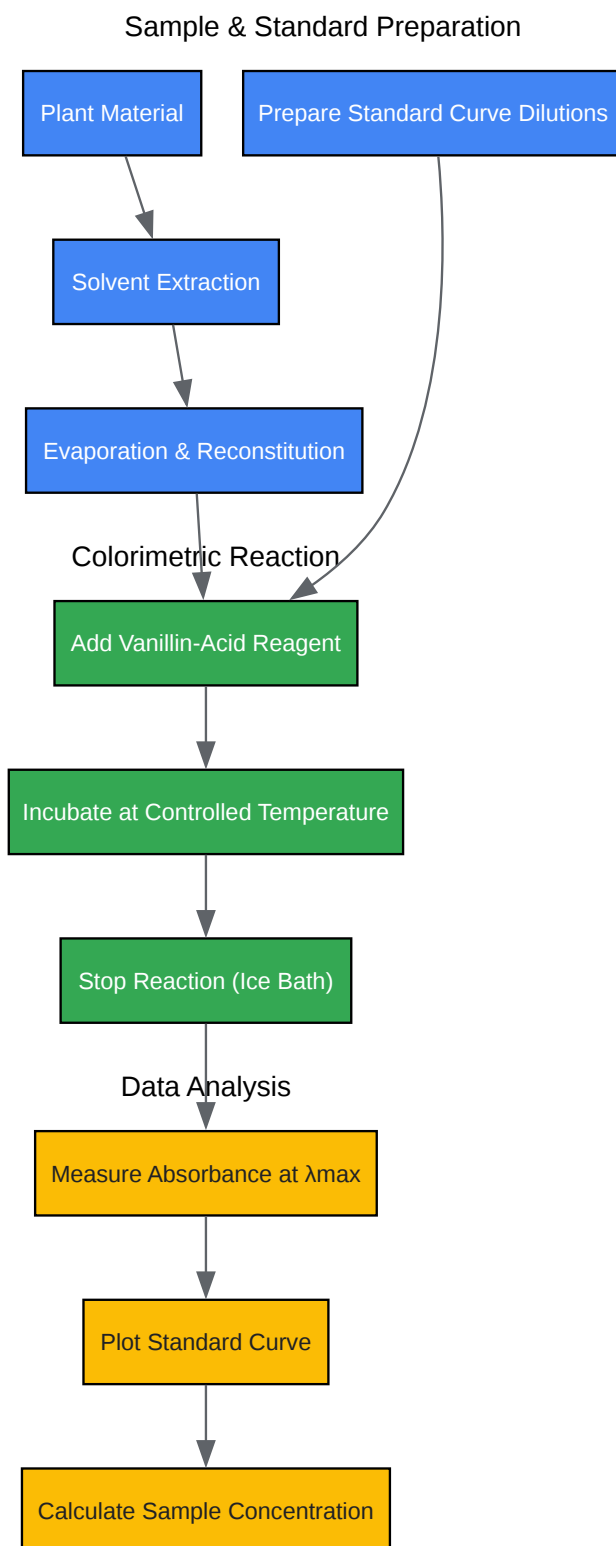 Sample & Standard Preparation
Plant Material
Prepare Standard Curve Dilutions
Solvent Extraction
Evaporation & Reconstitution
Colorimetric Reaction
Add Vanillin-Acid Reagent
Incubate at Controlled Temperature
Stop Reaction (Ice Bath)
Data Analysis
Measure Absorbance at λmax
Plot Standard Curve
Calculate Sample Concentration